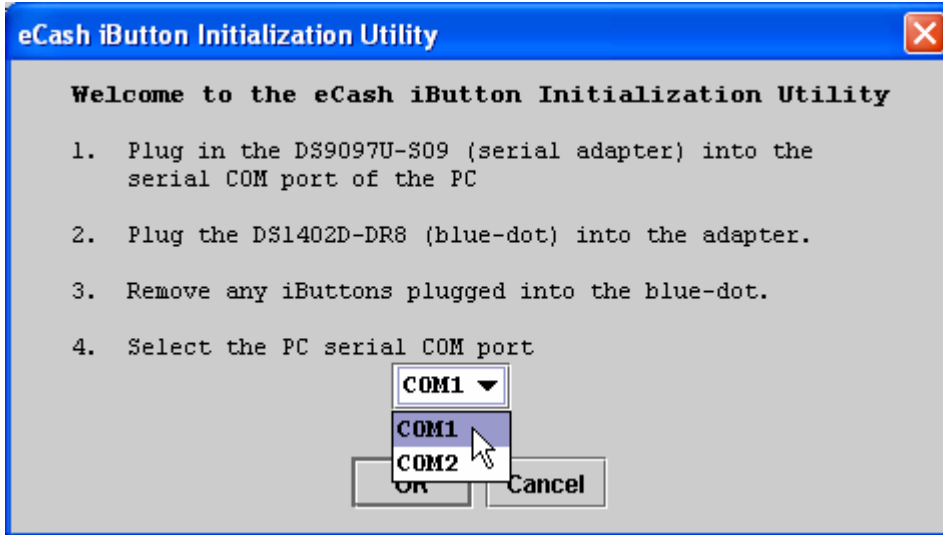 eCash iButton Initialization Utility
Welcome to the eCash iButton Initialization Utility
1. Plug in the DS9097U-S09 (serial adapter) into the
serial COM port of the PC
2. Plug the DS1402D-DR8 (blue-dot) into the adapter.
3. Remove any iButtons plugged into the blue-dot.
4. Select the PC serial COM port
COM1
COM1
COM2
OK Cancel